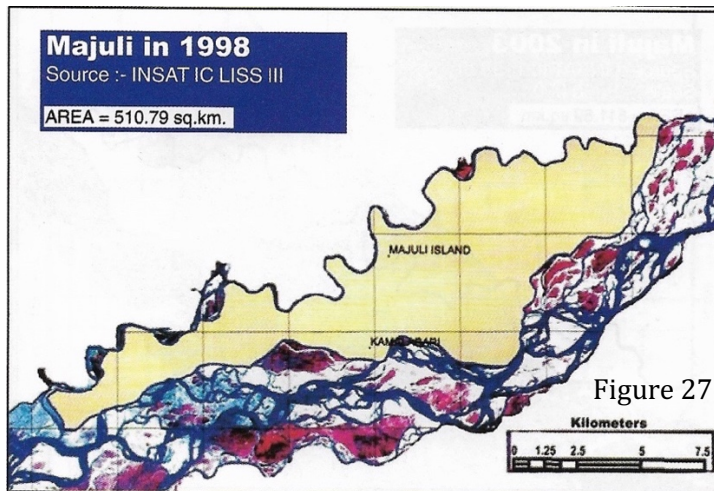 Majuli in 1998
Source :- INSAT IC LISS III
AREA = 510.79 sq.km.
MAJULI ISLAND
KAMALABARI
Figure 27
Kilometers
0 1.25 2.5 5 7.5